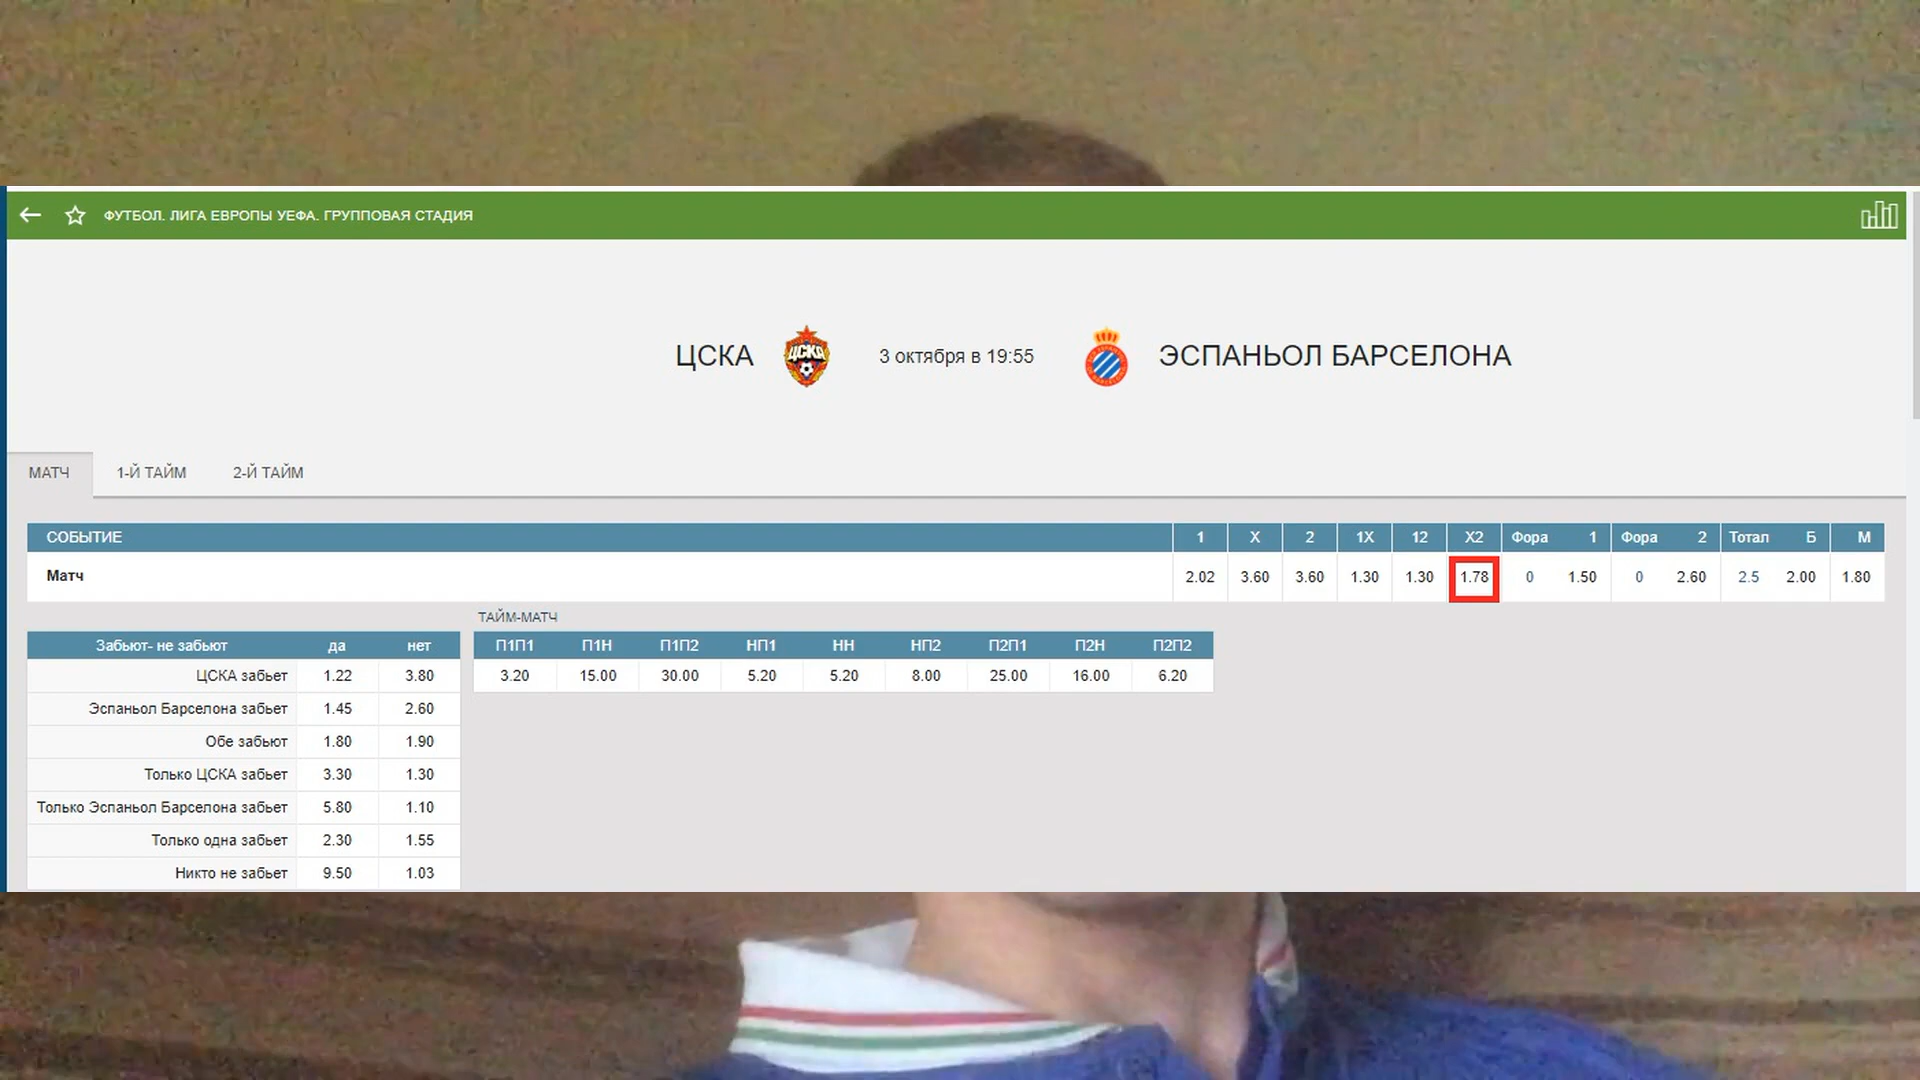 ФУТБОЛ. ЛИГА ЕВРОПЫ УЕФА. ГРУППОВАЯ СТАДИЯ
ЦСКА ЦСКА 3 октября в 19:55 ЭСПАНЬОЛ БАРСЕЛОНА
МАТЧ 1-Й ТАЙМ 2-Й ТАЙМ
СОБЫТИЕ 1 X 2 1X 12 X2 Фора 1 Фора 2 Тотал Б М
Матч 2.02 3.60 3.60 1.30 1.30 1.78 0 1.50 0 2.60 2.5 2.00 1.80
ТАЙМ-МАТЧ
Забьют- не забьют да нет П1П1 П1Н П1П2 НП1 НН НП2 П2П1 П2Н П2П2
ЦСКА забьет 1.22 3.80 3.20 15.00 30.00 5.20 5.20 8.00 25.00 16.00 6.20
Эспаньол Барселона забьет 1.45 2.60
Обе забьют 1.80 1.90
Только ЦСКА забьет 3.30 1.30
Только Эспаньол Барселона забьет 5.80 1.10
Только одна забьет 2.30 1.55
Никто не забьет 9.50 1.03